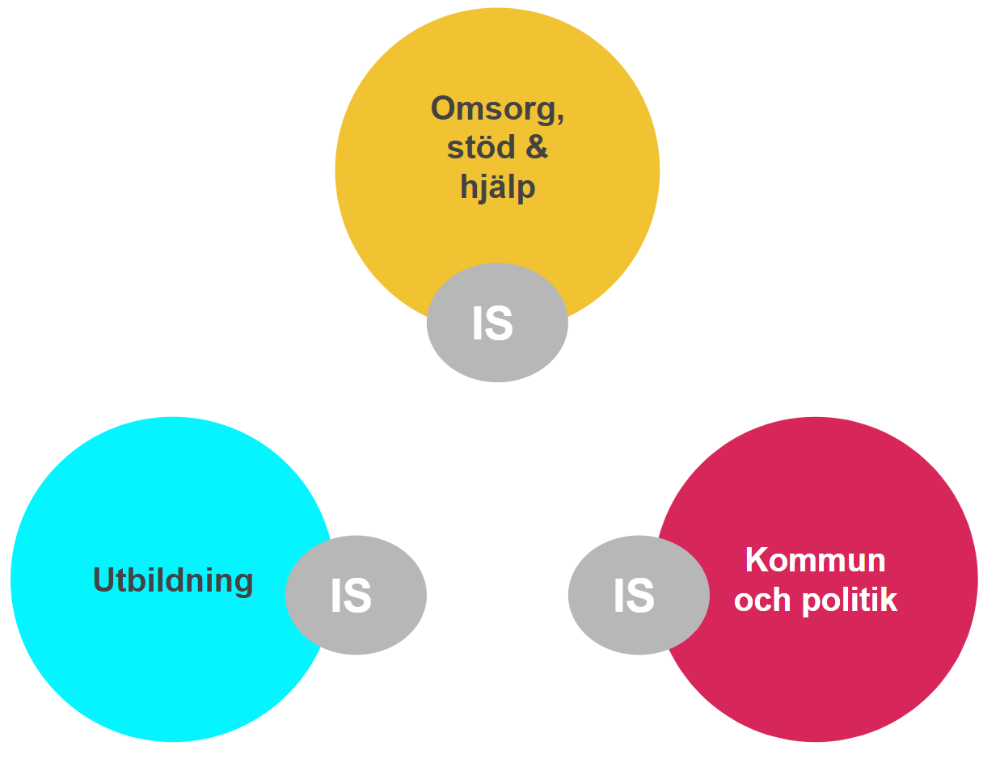 Omsorg,
stöd &
hjälp
IS
Utbildning
IS
IS
Kommun
och politik